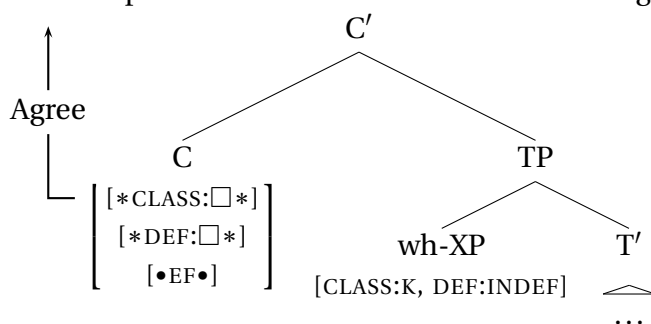 C′
Agree
C TP
[∗CLASS:□∗]
[∗DEF:□∗] wh-XP T′
[•EF•] [CLASS:K, DEF:INDEF]
...